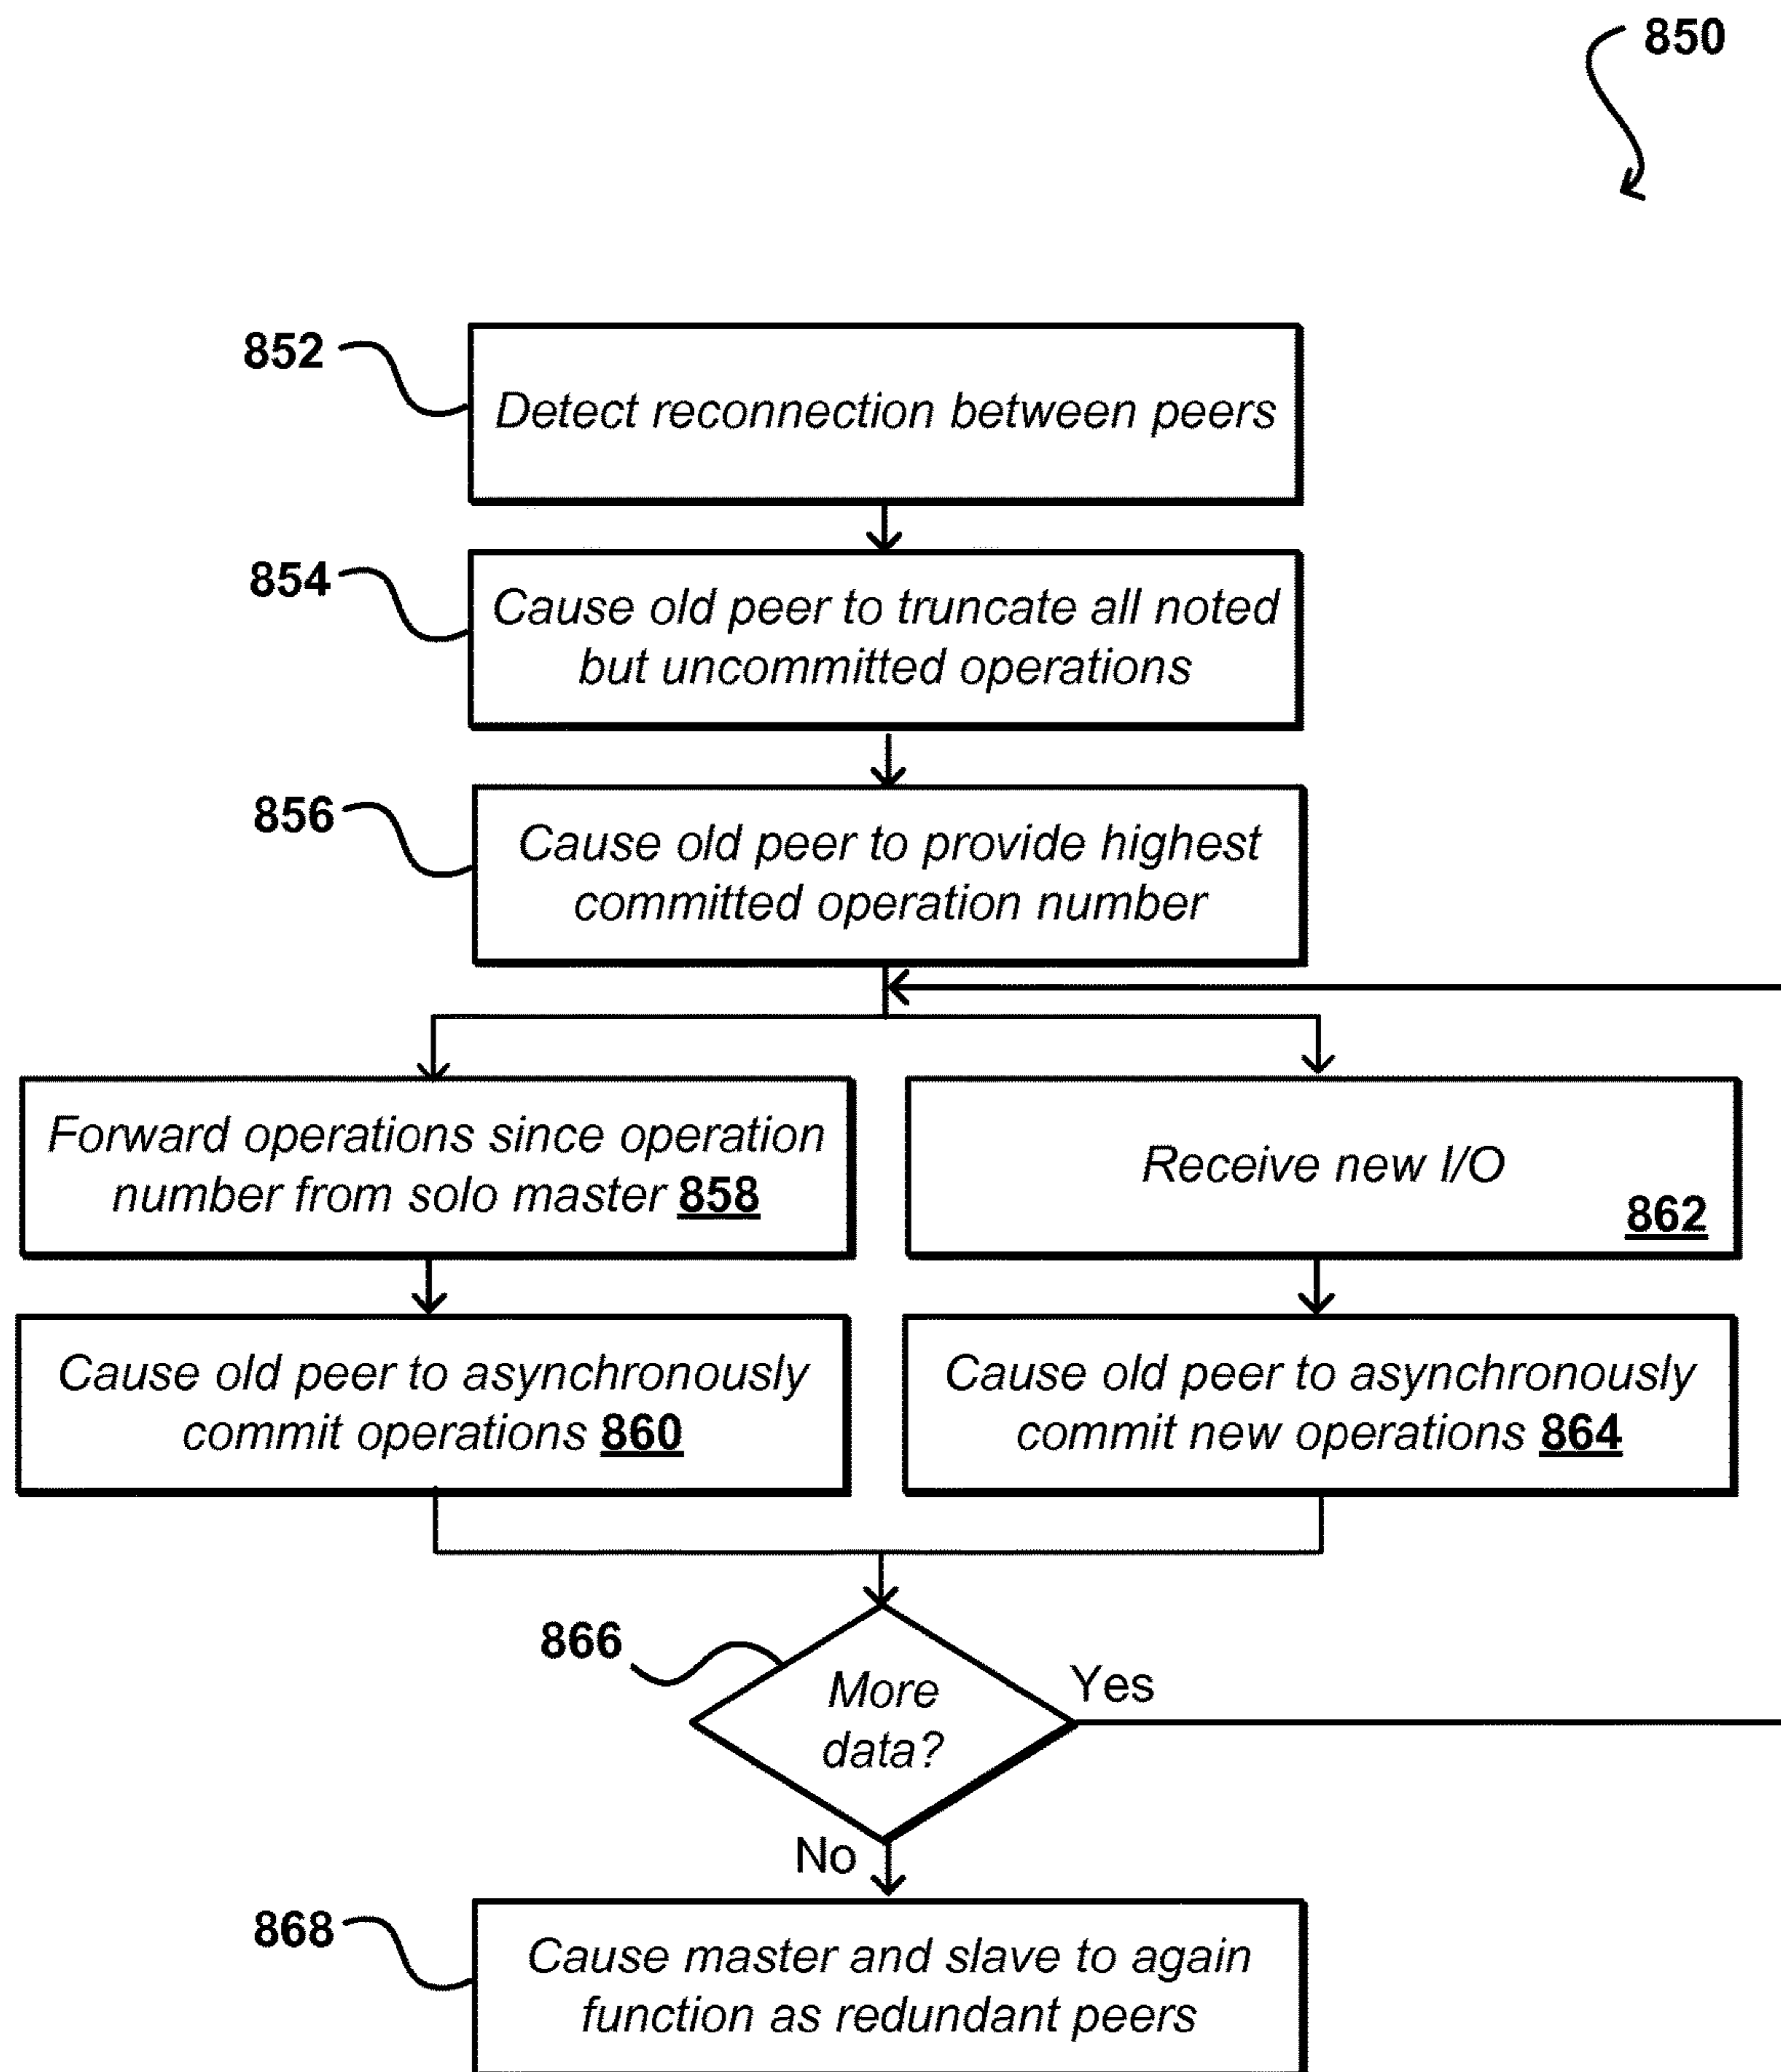 850
852
Detect reconnection between peers
854
Cause old peer to truncate all noted
but uncommitted operations
856
Cause old peer to provide highest
committed operation number
Forward operations since operation
number from solo master 858
Receive new I/O
862
Cause old peer to asynchronously
commit operations 860
Cause old peer to asynchronously
commit new operations 864
866
More
data?
Yes
No
868
Cause master and slave to again
function as redundant peers